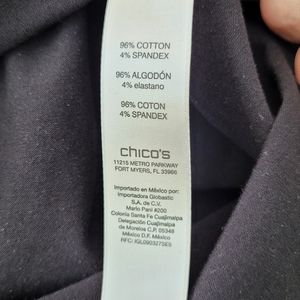 96% COTTON
4% SPANDEX
96% ALGODÓN
4% elastano
96% COTON
4% SPANDEX
chico's
11215 METRO PARKWAY
FORT MYERS, FL 33966
Importado en México por:
Importadora Globastic
S.A. de C.V.
Mario Pani #200
Colonia Santa Fe Cuajimalpa
Delegación Cuajimalpa
de Morelos C.P. 05348
México D.F. México
RFC: IGL0903273E5